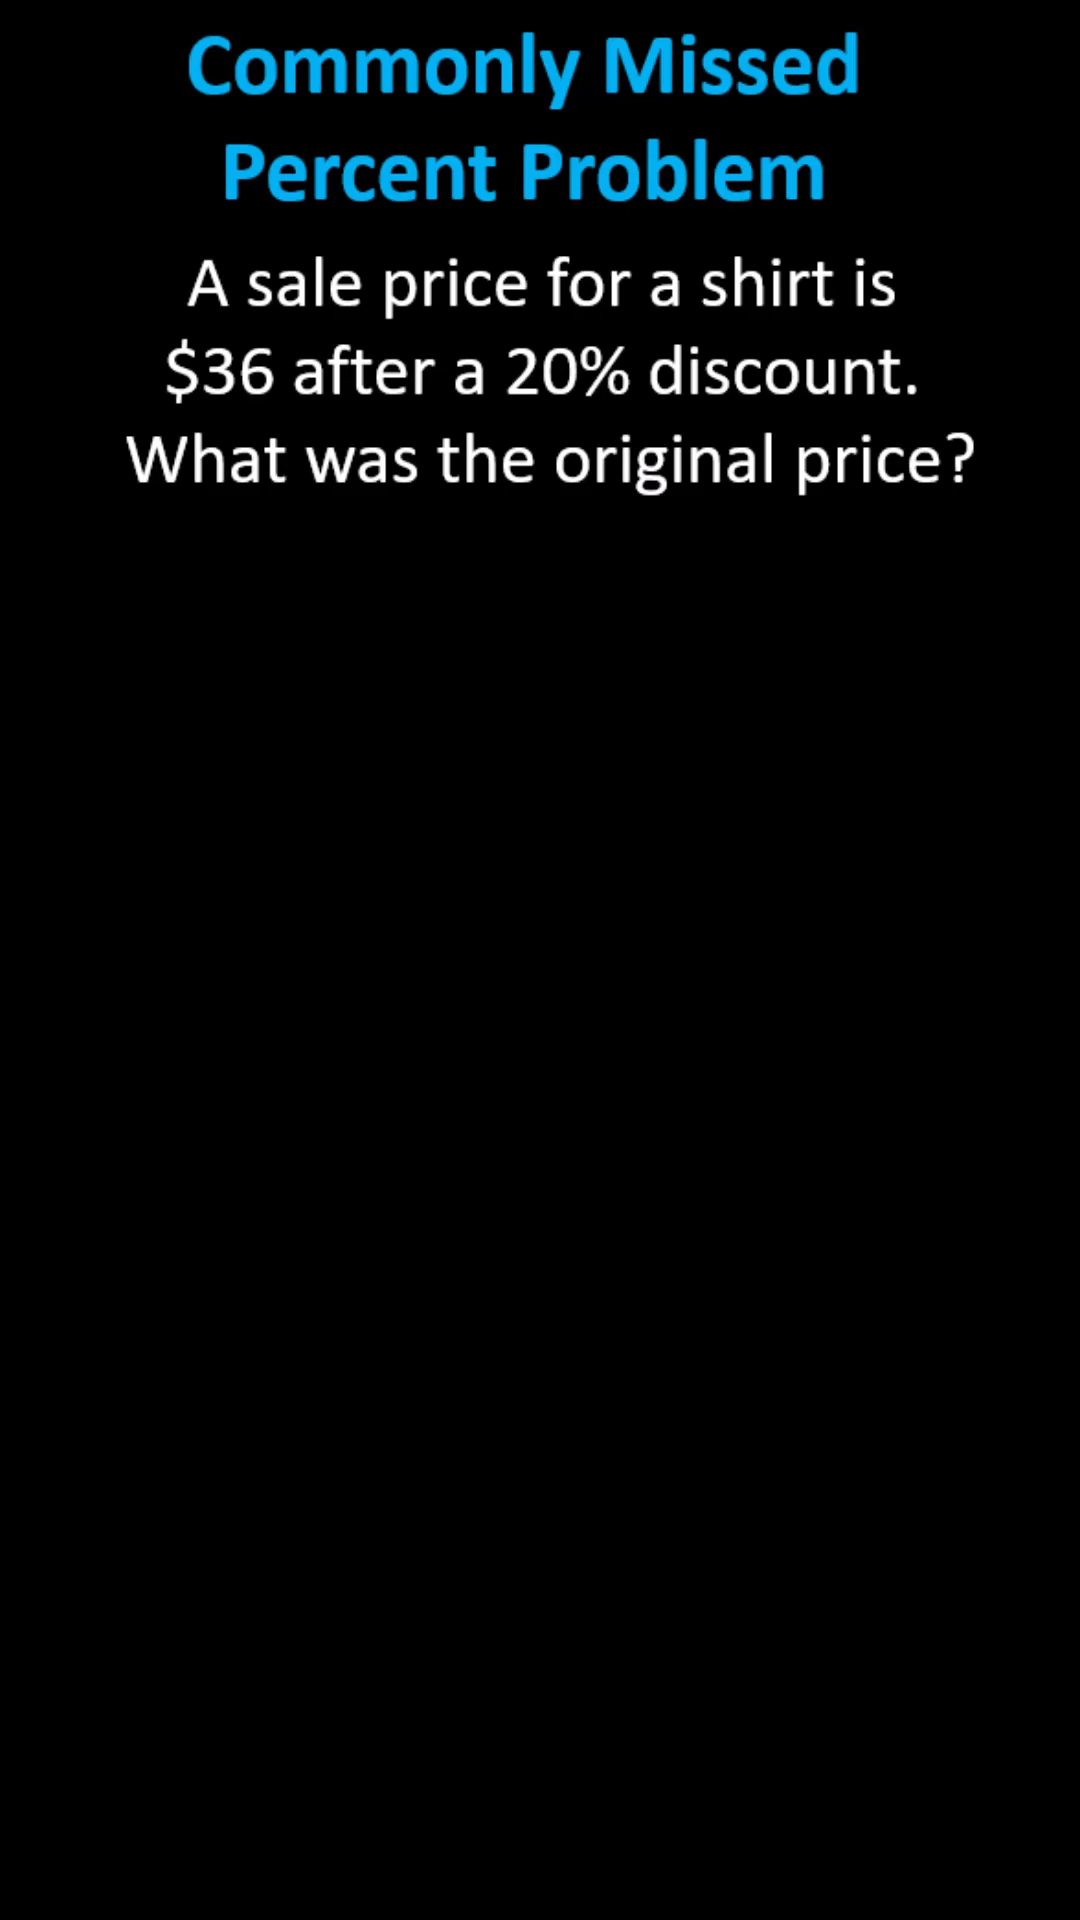 Commonly Missed
Percent Problem
A sale price for a shirt is
$36 after a 20% discount.
What was the original price?